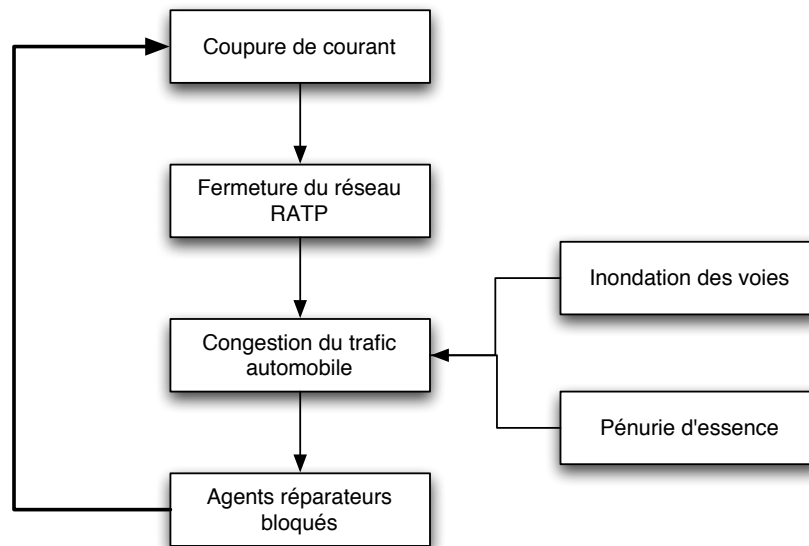 Coupure de courant
Fermeture du réseau
RATP
Inondation des voies
Congestion du trafic
automobile
Pénurie d'essence
Agents réparateurs
bloqués